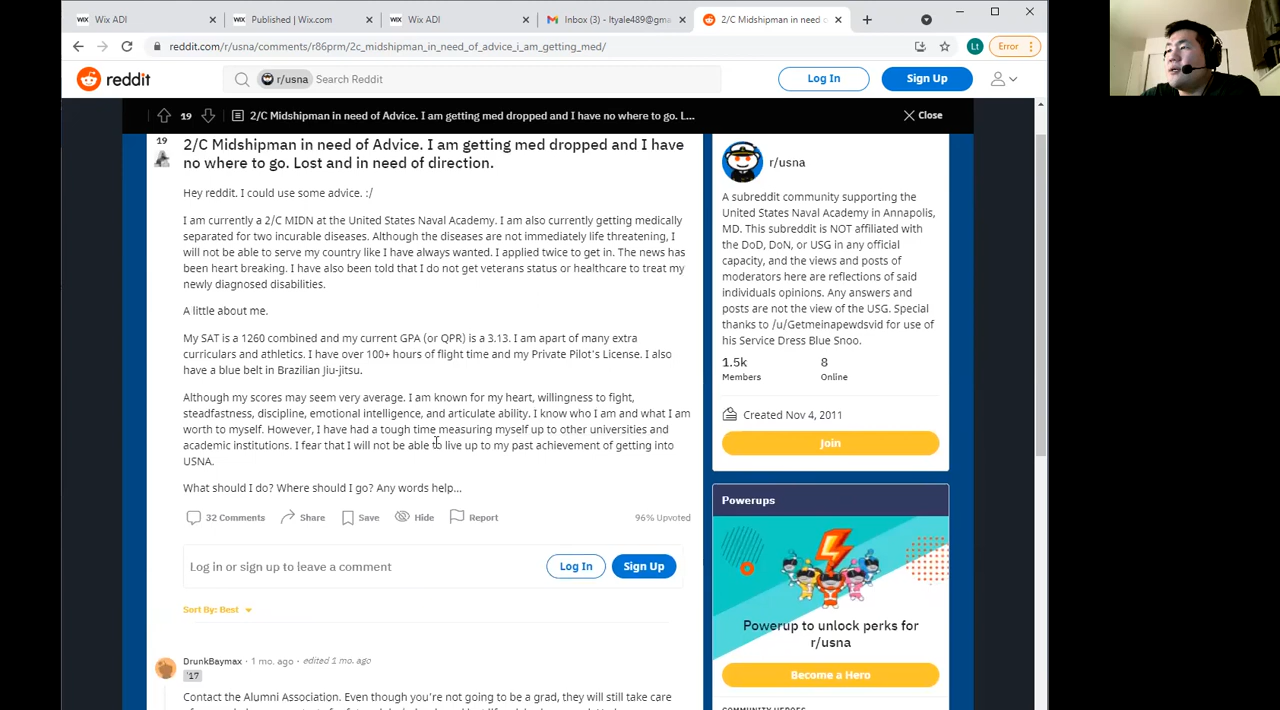 Wix ADI
Published | Wix.com
Wix ADI
Inbox (3) - ltyale489@gma
2/C Midshipman in need o
reddit.com/r/usna/comments/r86prm/2c_midshipman_in_need_of_advice_i_am_getting_med/
Lt
Error
reddit
r/usna Search Reddit
Log In
Sign Up
19
2/C Midshipman in need of Advice. I am getting med dropped and I have no where to go. L...
Close
19
2/C Midshipman in need of Advice. I am getting med dropped and I have
no where to go. Lost and in need of direction.
Hey reddit. I could use some advice. :/
I am currently a 2/C MIDN at the United States Naval Academy. I am also currently getting medically
separated for two incurable diseases. Although the diseases are not immediately life threatening, I
will not be able to serve my country like I have always wanted. I applied twice to get in. The news has
been heart breaking. I have also been told that I do not get veterans status or healthcare to treat my
newly diagnosed disabilities.
A little about me.
My SAT is a 1260 combined and my current GPA (or QPR) is a 3.13. I am apart of many extra
curriculars and athletics. I have over 100+ hours of flight time and my Private Pilot's License. I also
have a blue belt in Brazilian Jiu-jitsu.
Although my scores may seem very average. I am known for my heart, willingness to fight,
steadfastness, discipline, emotional intelligence, and articulate ability. I know who I am and what I am
worth to myself. However, I have had a tough time measuring myself up to other universities and
academic institutions. I fear that I will not be able to live up to my past achievement of getting into
USNA.
What should I do? Where should I go? Any words help...
32 Comments
Share
Save
Hide
Report
96% Upvoted
Log in or sign up to leave a comment
Log In
Sign Up
Sort By: Best
DrunkBaymax · 1 mo. ago · edited 1 mo. ago
'17
Contact the Alumni Association. Even though you're not going to be a grad, they will still take care
r/usna
A subreddit community supporting the
United States Naval Academy in Annapolis,
MD. This subreddit is NOT affiliated with
the DoD, DoN, or USG in any official
capacity, and the views and posts of
moderators here are reflections of said
individuals opinions. Any answers and
posts are not the view of the USG. Special
thanks to /u/Getmeinapewdsvid for use of
his Service Dress Blue Snoo.
1.5k
Members
8
Online
Created Nov 4, 2011
Join
Powerups
Powerup to unlock perks for
r/usna
Become a Hero
COMMUNITY HEROES